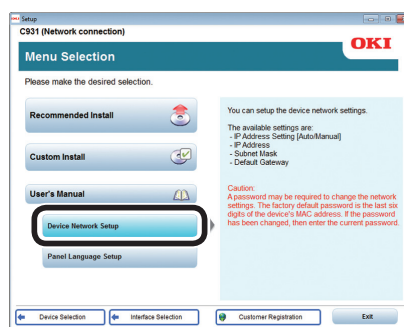 Setup
C931 (Network connection)
OKI
Menu Selection
Please make the desired selection.
Recommended Install
Custom Install
User's Manual
Device Network Setup
Panel Language Setup
You can setup the device network settings.
The available settings are:
- IP Address Setting [Auto/Manual]
- IP Address
- Subnet Mask
- Default Gateway
Caution:
A password may be required to change the network
settings. The factory default password is the last six
digits of the device's MAC address. If the password
has been changed, then enter the current password.
Device Selection
Interface Selection
Customer Registration
Exit